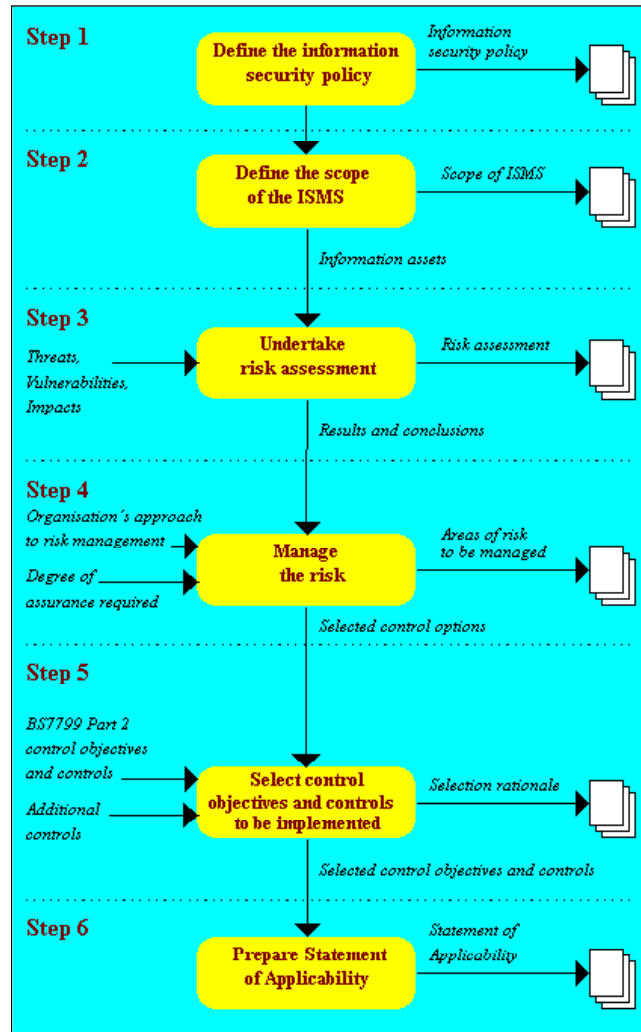 Step 1
Define the information
security policy
Information
security policy
Step 2
Define the scope
of the ISMS
Scope of ISMS
Information assets
Step 3
Threats,
Vulnerabilities,
Impacts
Undertake
risk assessment
Risk assessment
Results and conclusions
Step 4
Organisation´s approach
to risk management
Degree of
assurance required
Manage
the risk
Areas of risk
to be managed
Selected control options
Step 5
BS7799 Part 2
control objectives
and controls
Additional
controls
Select control
objectives and controls
to be implemented
Selection rationale
Selected control objectives and controls
Step 6
Prepare Statement
of Applicability
Statement of
Applicability